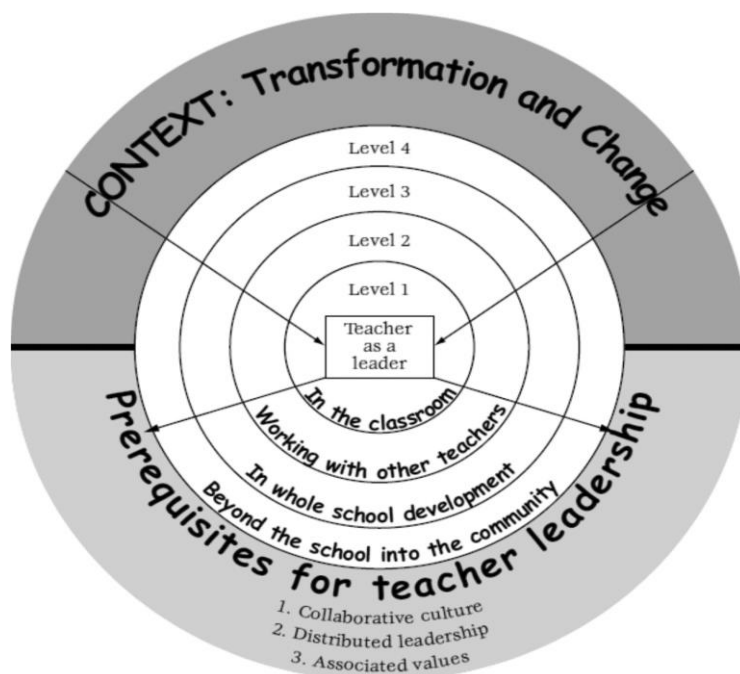 CONTEXT: Transformation and Change
Level 4
Level 3
Level 2
Level 1
Teacher
as a
leader
In the classroom
Working with other teachers
In whole school development
Beyond the school into the community
Prerequisites for teacher leadership
1. Collaborative culture
2. Distributed leadership
3. Associated values